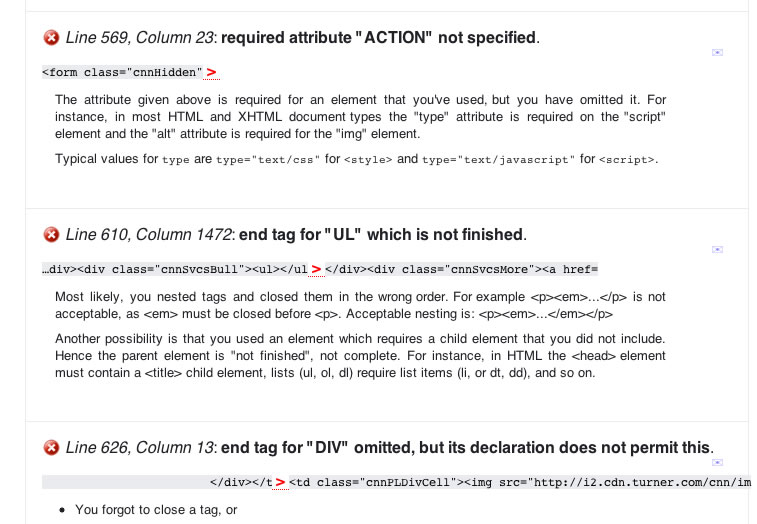 Line 569, Column 23: required attribute "ACTION" not specified.
<form class="cnnHidden">
The attribute given above is required for an element that you've used, but you have omitted it. For
instance, in most HTML and XHTML document types the "type" attribute is required on the "script"
element and the "alt" attribute is required for the "img" element.
Typical values for type are type="text/css" for <style> and type="text/javascript" for <script>.
Line 610, Column 1472: end tag for "UL" which is not finished.
…div><div class="cnnSvcsBull"><ul></ul></div><div class="cnnSvcsMore"><a href=
Most likely, you nested tags and closed them in the wrong order. For example <p><em>...</p> is not
acceptable, as <em> must be closed before <p>. Acceptable nesting is: <p><em>...</em></p>
Another possibility is that you used an element which requires a child element that you did not include.
Hence the parent element is "not finished", not complete. For instance, in HTML the <head> element
must contain a <title> child element, lists (ul, ol, dl) require list items (li, or dt, dd), and so on.
Line 626, Column 13: end tag for "DIV" omitted, but its declaration does not permit this.
</div></t><td class="cnnPLDivCell"><img src="http://i2.cdn.turner.com/cnn/im
• You forgot to close a tag, or